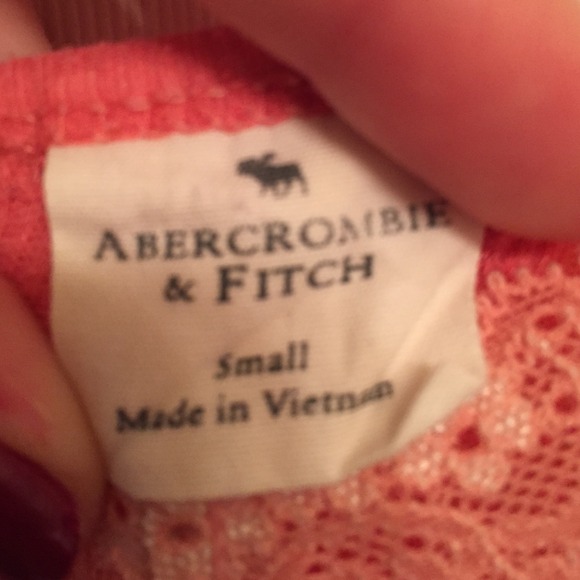 ABERCROMBIE
& FITCH
Small
Made in Vietnam